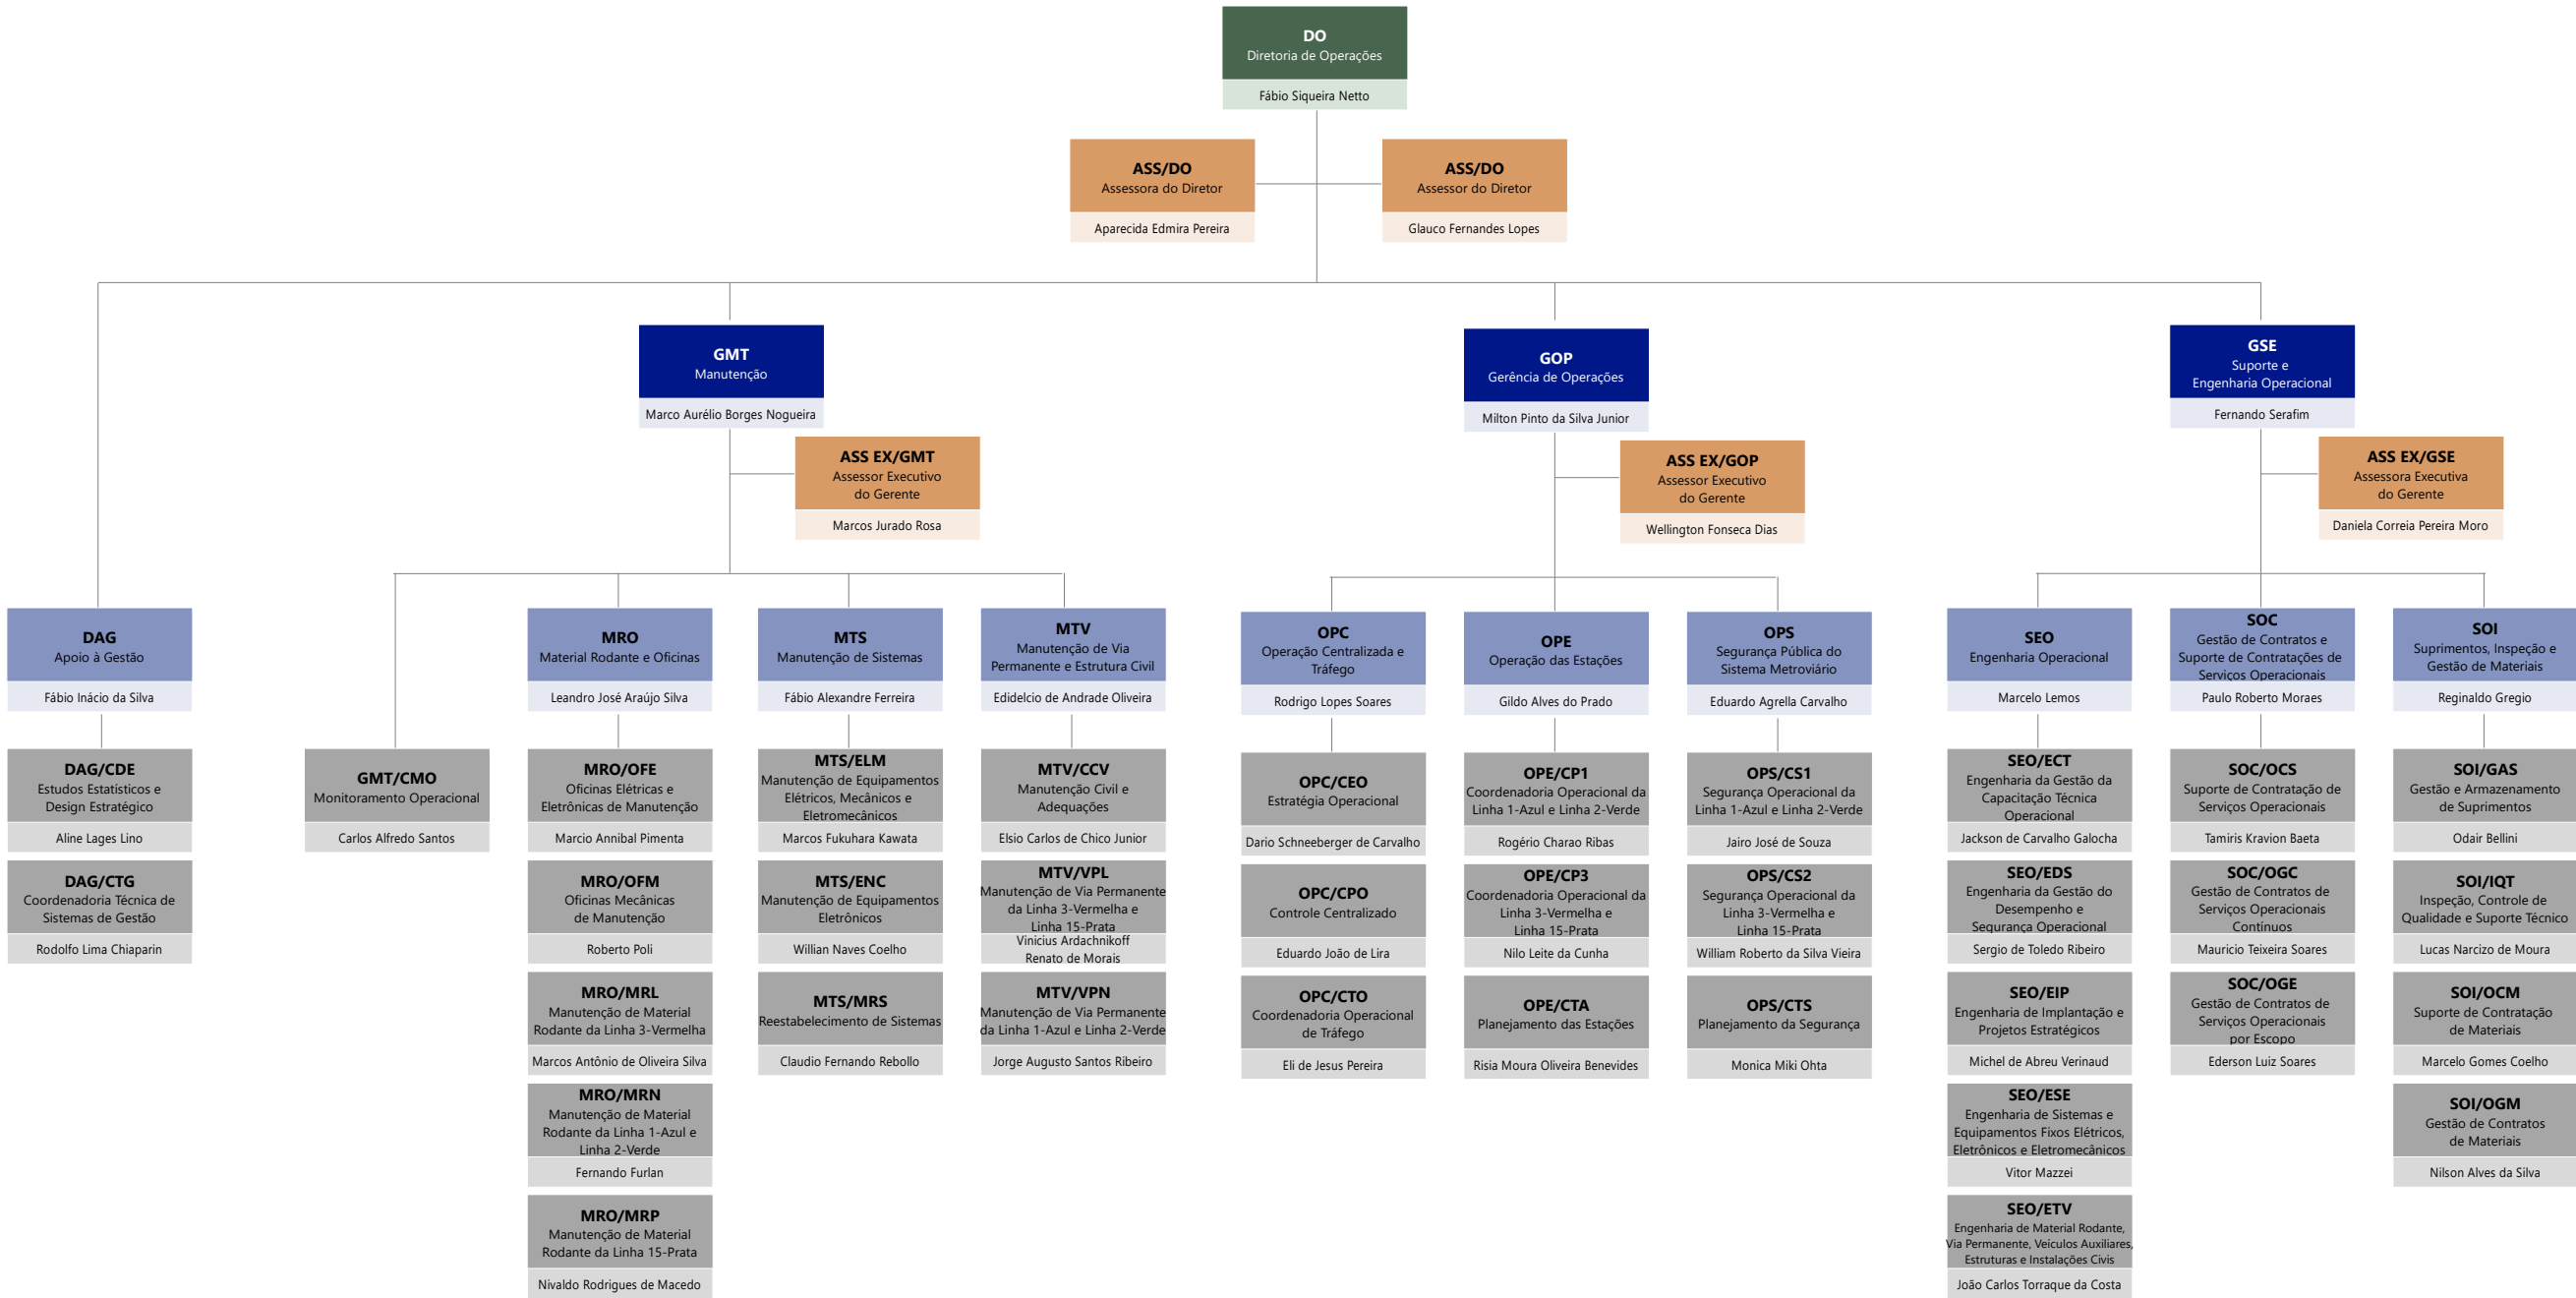 DO
Diretoria de Operações
Fábio Siqueira Netto
ASS/DO
Assessora do Diretor
Aparecida Edmira Pereira
ASS/DO
Assessor do Diretor
Glauco Fernandes Lopes
GMT
Manutenção
Marco Aurélio Borges Nogueira
ASS EX/GMT
Assessor Executivo
do Gerente
Marcos Jurado Rosa
GOP
Gerência de Operações
Milton Pinto da Silva Junior
ASS EX/GOP
Assessor Executivo
do Gerente
Wellington Fonseca Dias
GSE
Suporte e
Engenharia Operacional
Fernando Serafim
ASS EX/GSE
Assessora Executiva
do Gerente
Daniela Correia Pereira Moro
DAG
Apoio à Gestão
Fábio Inácio da Silva
DAG/CDE
Estudos Estatísticos e
Design Estratégico
Aline Lages Lino
DAG/CTG
Coordenadoria Técnica de
Sistemas de Gestão
Rodolfo Lima Chiaparin
GMT/CMO
Monitoramento Operacional
Carlos Alfredo Santos
MRO
Material Rodante e Oficinas
Leandro José Araújo Silva
MRO/OFE
Oficinas Elétricas e
Eletrônicas de Manutenção
Marcio Annibal Pimenta
MRO/OFM
Oficinas Mecânicas
de Manutenção
Roberto Poli
MRO/MRL
Manutenção de Material
Rodante da Linha 3-Vermelha
Marcos Antônio de Oliveira Silva
MRO/MRN
Manutenção de Material
Rodante da Linha 1-Azul e
Linha 2-Verde
Fernando Furlan
MRO/MRP
Manutenção de Material
Rodante da Linha 15-Prata
Nivaldo Rodrigues de Macedo
MTS
Manutenção de Sistemas
Fábio Alexandre Ferreira
MTS/ELM
Manutenção de Equipamentos
Elétricos, Mecânicos e
Eletromecânicos
Marcos Fukuhara Kawata
MTS/ENC
Manutenção de Equipamentos
Eletrônicos
Willian Naves Coelho
MTS/MRS
Reestabelecimento de Sistemas
Claudio Fernando Rebollo
MTV
Manutenção de Via
Permanente e Estrutura Civil
Edidelcio de Andrade Oliveira
MTV/CCV
Manutenção Civil e
Adequações
Elsio Carlos de Chico Junior
MTV/VPL
Manutenção de Via Permanente
da Linha 3-Vermelha e
Linha 15-Prata
Vinicius Ardachnikoff
Renato de Morais
MTV/VPN
Manutenção de Via Permanente
da Linha 1-Azul e Linha 2-Verde
Jorge Augusto Santos Ribeiro
OPC
Operação Centralizada e
Tráfego
Rodrigo Lopes Soares
OPC/CEO
Estratégia Operacional
Dario Schneeberger de Carvalho
OPC/CPO
Controle Centralizado
Eduardo João de Lira
OPC/CTO
Coordenadoria Operacional
de Tráfego
Eli de Jesus Pereira
OPE
Operação das Estações
Gildo Alves do Prado
OPE/CP1
Coordenadoria Operacional da
Linha 1-Azul e Linha 2-Verde
Rogério Charao Ribas
OPE/CP3
Coordenadoria Operacional da
Linha 3-Vermelha e
Linha 15-Prata
Nilo Leite da Cunha
OPE/CTA
Planejamento das Estações
Risia Moura Oliveira Benevides
OPS
Segurança Pública do
Sistema Metroviário
Eduardo Agrella Carvalho
OPS/CS1
Segurança Operacional da
Linha 1-Azul e Linha 2-Verde
Jairo José de Souza
OPS/CS2
Segurança Operacional da
Linha 3-Vermelha e
Linha 15-Prata
William Roberto da Silva Vieira
OPS/CTS
Planejamento da Segurança
Monica Miki Ohta
SEO
Engenharia Operacional
Marcelo Lemos
SEO/ECT
Engenharia da Gestão da
Capacitação Técnica
Operacional
Jackson de Carvalho Galocha
SEO/EDS
Engenharia da Gestão do
Desempenho e
Segurança Operacional
Sergio de Toledo Ribeiro
SEO/EIP
Engenharia de Implantação e
Projetos Estratégicos
Michel de Abreu Verinaud
SEO/ESE
Engenharia de Sistemas e
Equipamentos Fixos Elétricos,
Eletrônicos e Eletromecânicos
Vitor Mazzei
SEO/ETV
Engenharia de Material Rodante,
Via Permanente, Veículos Auxiliares,
Estruturas e Instalações Civis
João Carlos Torraque da Costa
SOC
Gestão de Contratos e
Suporte de Contratações de
Serviços Operacionais
Paulo Roberto Moraes
SOC/OCS
Suporte de Contratação de
Serviços Operacionais
Tamiris Kravion Baeta
SOC/OGC
Gestão de Contratos de
Serviços Operacionais
Contínuos
Mauricio Teixeira Soares
SOC/OGE
Gestão de Contratos de
Serviços Operacionais
por Escopo
Ederson Luiz Soares
SOI
Suprimentos, Inspeção e
Gestão de Materiais
Reginaldo Gregio
SOI/GAS
Gestão e Armazenamento
de Suprimentos
Odair Bellini
SOI/IQT
Inspeção, Controle de
Qualidade e Suporte Técnico
Lucas Narcizo de Moura
SOI/OCM
Suporte de Contratação
de Materiais
Marcelo Gomes Coelho
SOI/OGM
Gestão de Contratos
de Materiais
Nilson Alves da Silva